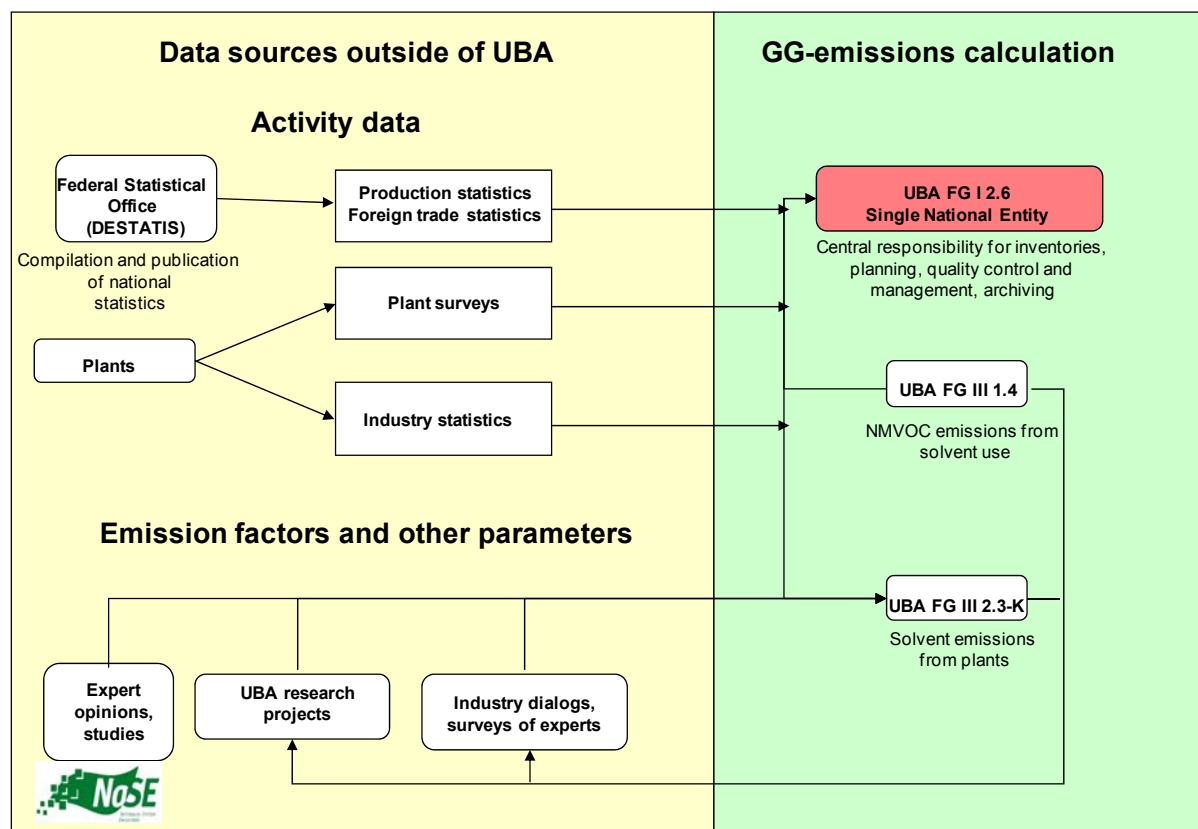 Data sources outside of UBA
Activity data
Federal Statistical
Office
(DESTATIS)
Compilation and publication
of national
statistics
Production statistics
Foreign trade statistics
Plant surveys
Plants
Industry statistics
Emission factors and other parameters
Expert
opinions,
studies
UBA research
projects
Industry dialogs,
surveys of experts
NaSE
GG-emissions calculation
UBA FG I 2.6
Single National Entity
Central responsibility for inventories,
planning, quality control and
management, archiving
UBA FG III 1.4
NMVOC emissions from
solvent use
UBA FG III 2.3-K
Solvent emissions
from plants